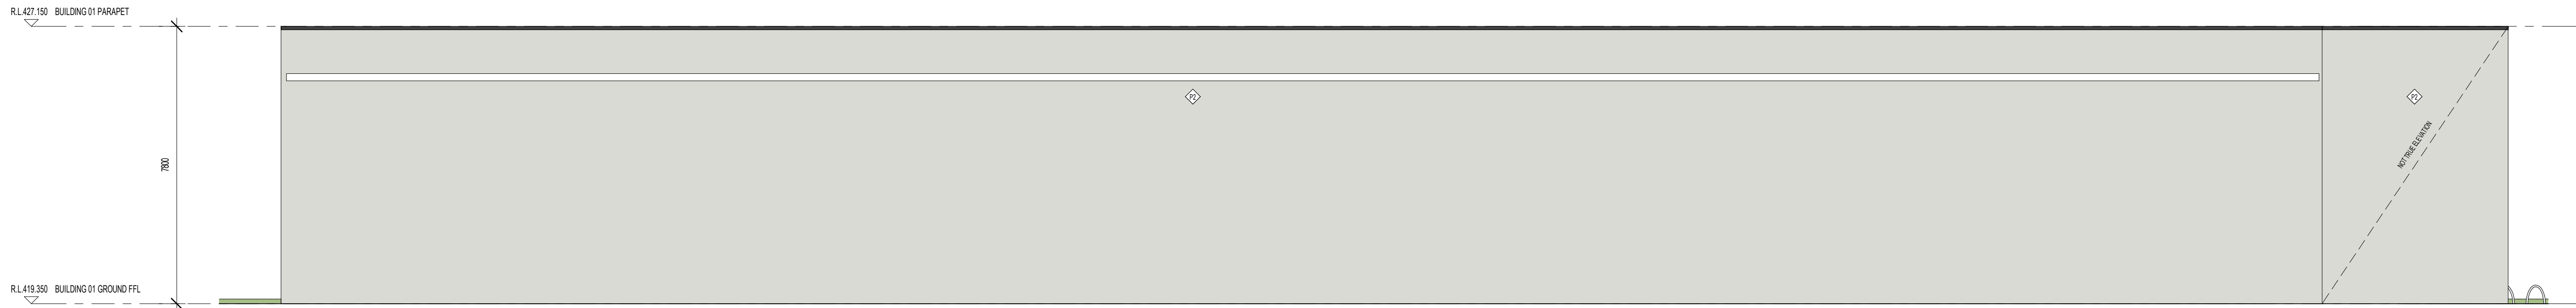 R.L.427.150 BUILDING 01 PARAPET
P2
P2
NOT TRUE ELEVATION
7800
R.L.419.350 BUILDING 01 GROUND FFL